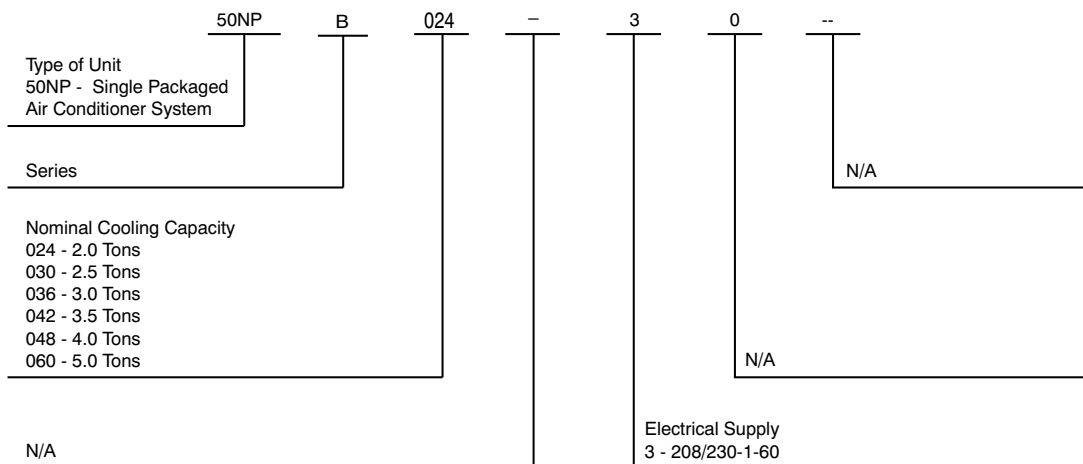 50NP B 024 – 3 0 --
Type of Unit
50NP - Single Packaged
Air Conditioner System
Series
N/A
Nominal Cooling Capacity
024 - 2.0 Tons
030 - 2.5 Tons
036 - 3.0 Tons
042 - 3.5 Tons
048 - 4.0 Tons
060 - 5.0 Tons
N/A
N/A
Electrical Supply
3 - 208/230-1-60